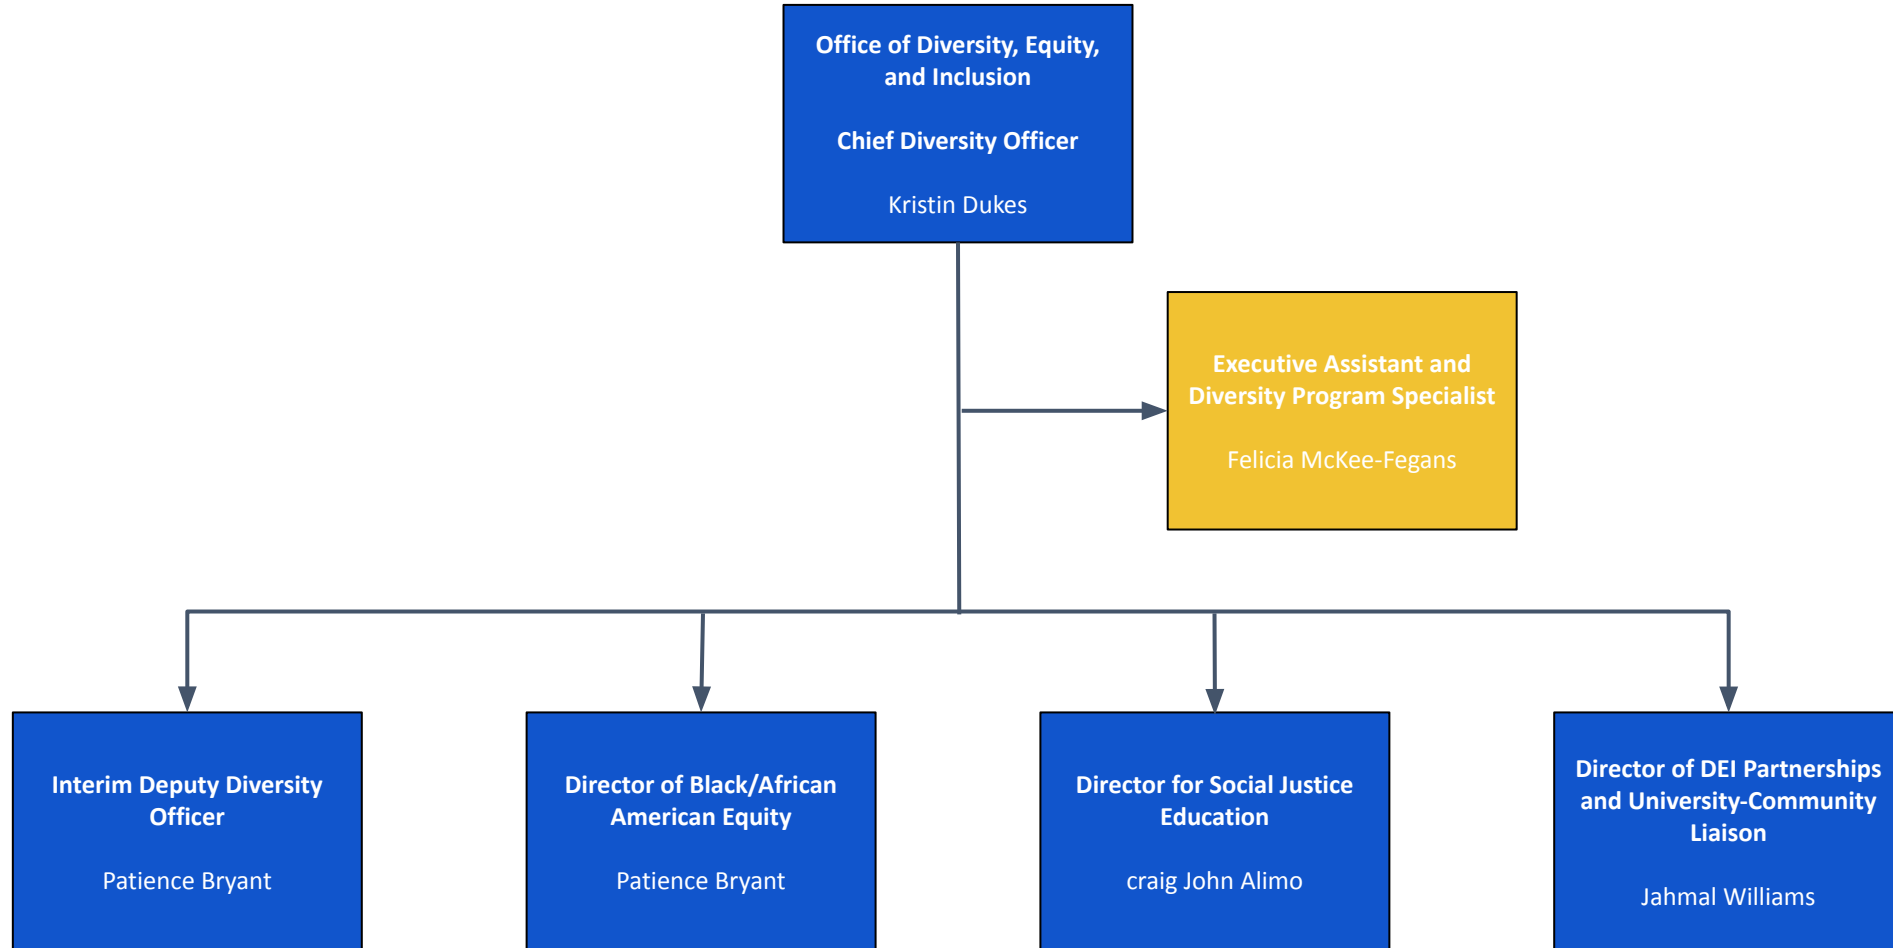 Office of Diversity, Equity,
and Inclusion
Chief Diversity Officer
Kristin Dukes
Executive Assistant and
Diversity Program Specialist
Felicia McKee-Fegans
Interim Deputy Diversity
Officer
Patience Bryant
Director of Black/African
American Equity
Patience Bryant
Director for Social Justice
Education
craig John Alimo
Director of DEI Partnerships
and University-Community
Liaison
Jahmal Williams